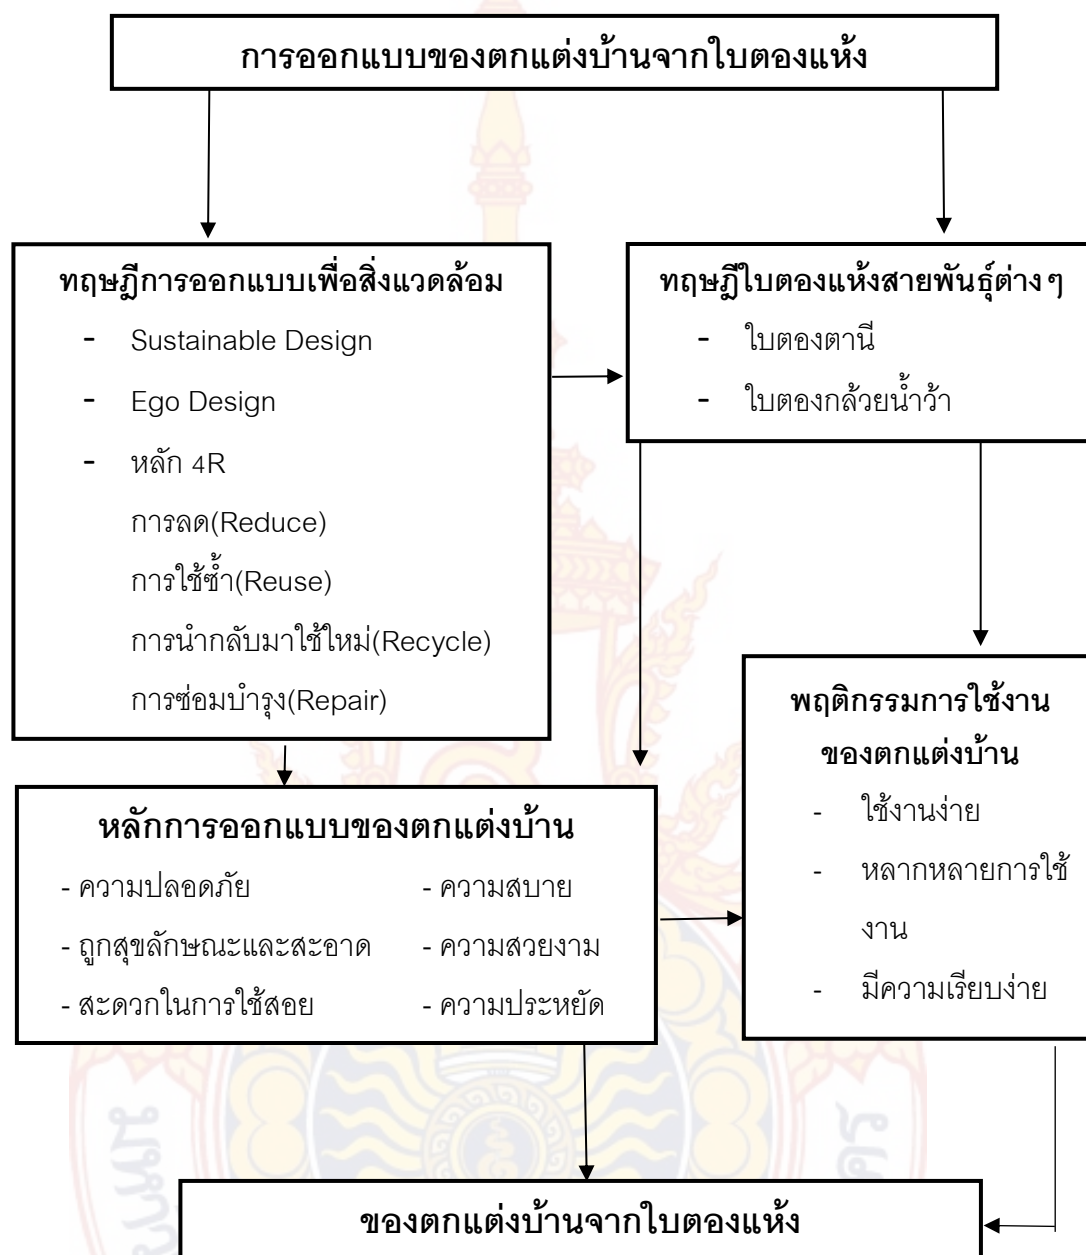 การออกแบบของตกแต่งบ้านจากใบตองแห้ง
ทฤษฎีการออกแบบเพื่อสิ่งแวดล้อม
- Sustainable Design
- Ego Design
- หลัก 4R
การลด(Reduce)
การใช้ซ้ำ(Reuse)
การนำกลับมาใช้ใหม่(Recycle)
การซ่อมบำรุง(Repair)
ทฤษฎีใบตองแห้งสายพันธุ์ต่างๆ
- ใบตองตานี
- ใบตองกล้วยน้ำว้า
หลักการออกแบบของตกแต่งบ้าน
- ความปลอดภัย - ความสบาย
- ถูกสุขลักษณะและสะอาด - ความสวยงาม
- สะดวกในการใช้สอย - ความประหยัด
พฤติกรรมการใช้งาน
ของตกแต่งบ้าน
- ใช้งานง่าย
- หลากหลายการใช้
งาน
- มีความเรียบง่าย
ของตกแต่งบ้านจากใบตองแห้ง